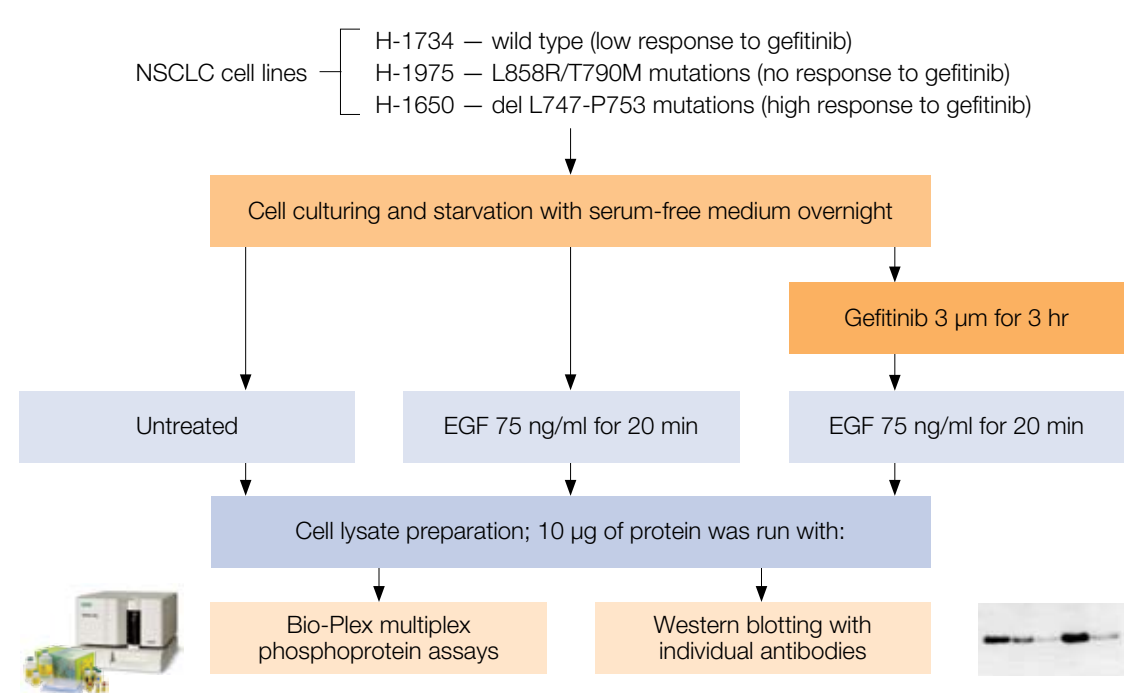 H-1734 — wild type (low response to gefitinib)
NSCLC cell lines
H-1975 — L858R/T790M mutations (no response to gefitinib)
H-1650 — del L747-P753 mutations (high response to gefitinib)
Cell culturing and starvation with serum-free medium overnight
Gefitinib 3 µm for 3 hr
Untreated
EGF 75 ng/ml for 20 min
EGF 75 ng/ml for 20 min
Cell lysate preparation; 10 µg of protein was run with:
Bio-Plex multiplex
phosphoprotein assays
Western blotting with
individual antibodies